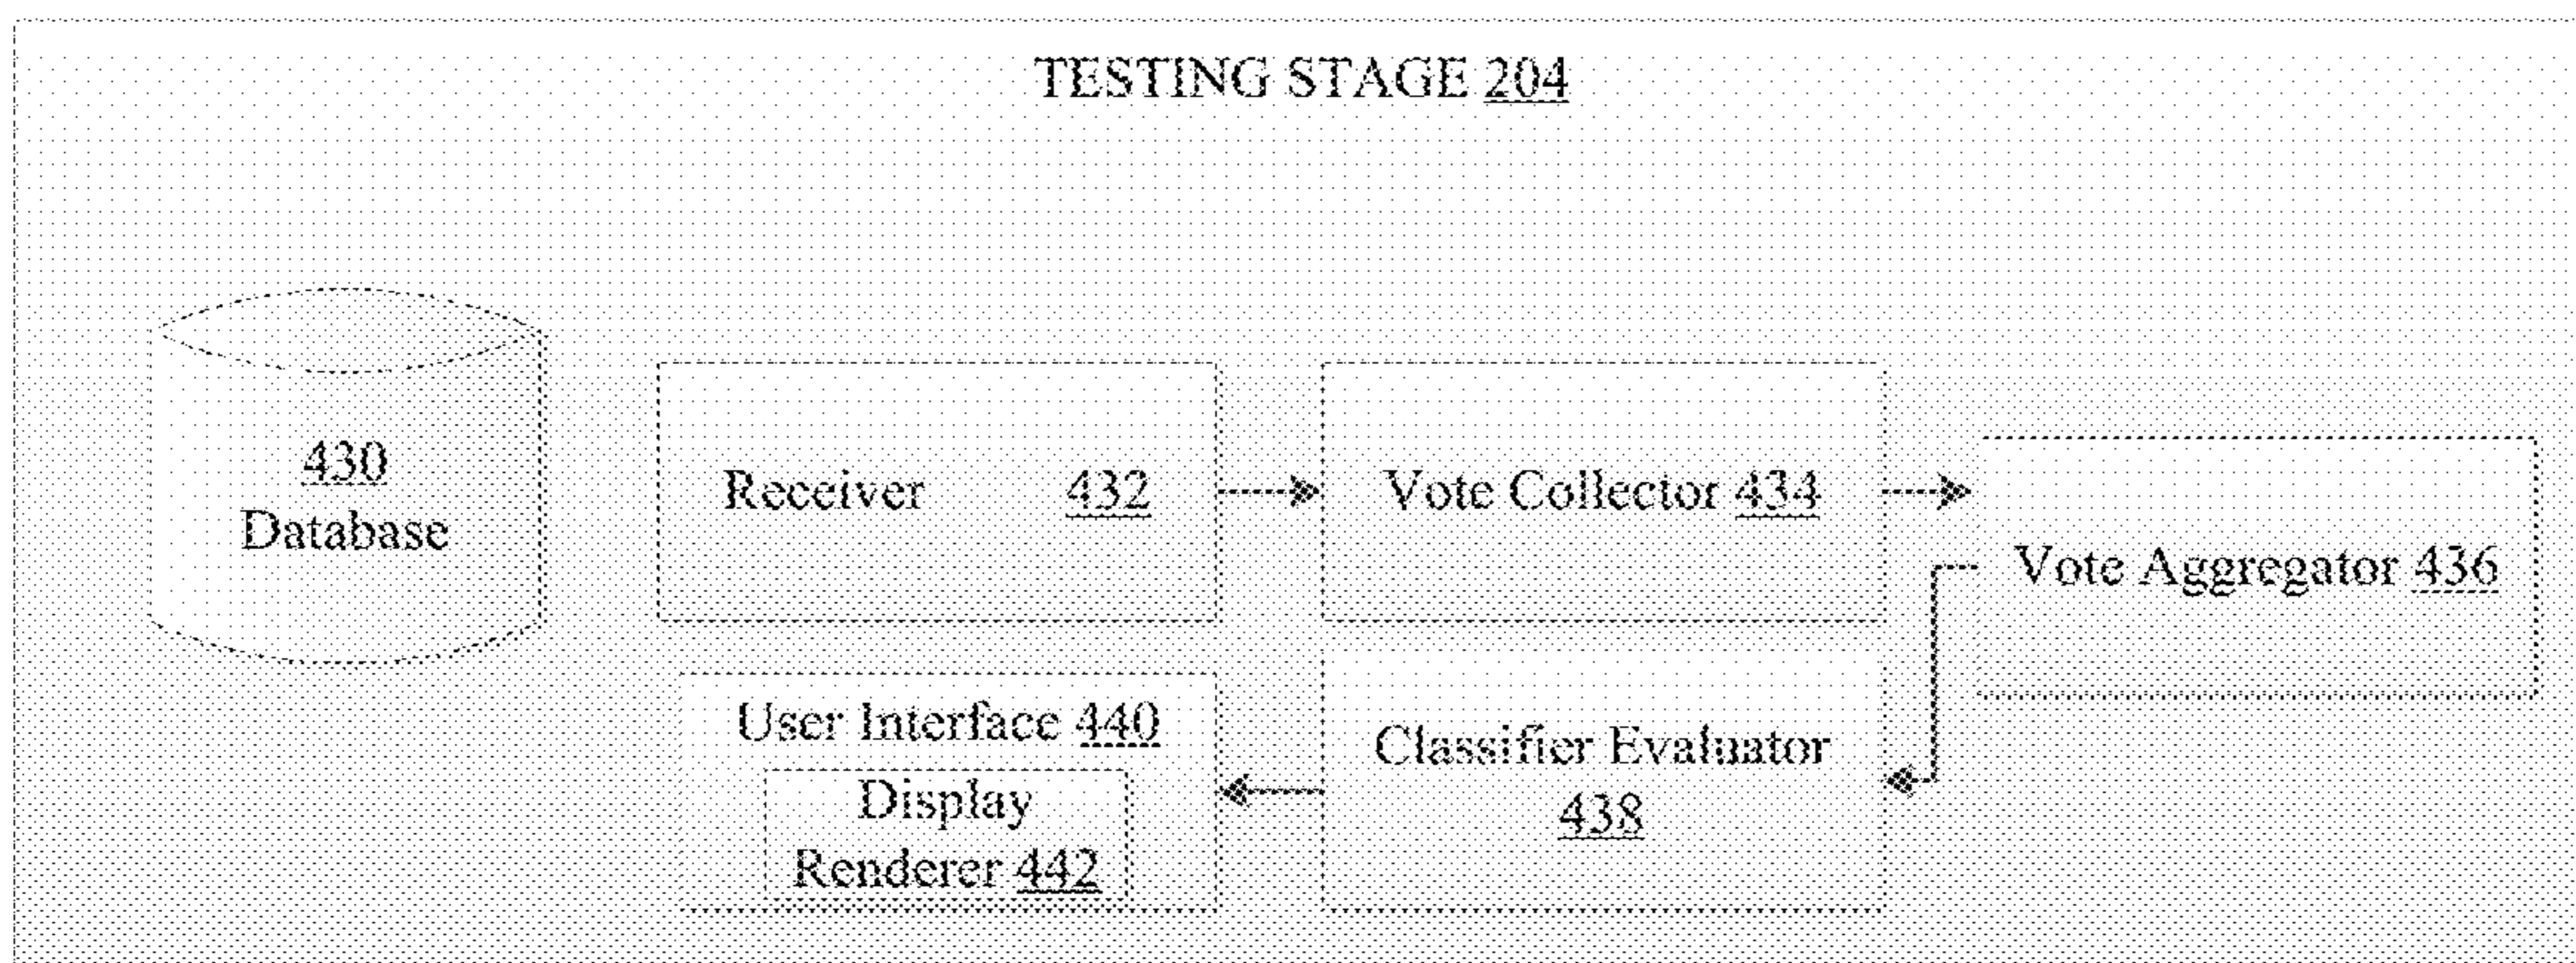 TESTING STAGE 204
430
Database
Receiver 432
Vote Collector 434
Vote Aggregator 436
User Interface 440
Display
Renderer 442
Classifier Evaluator
438